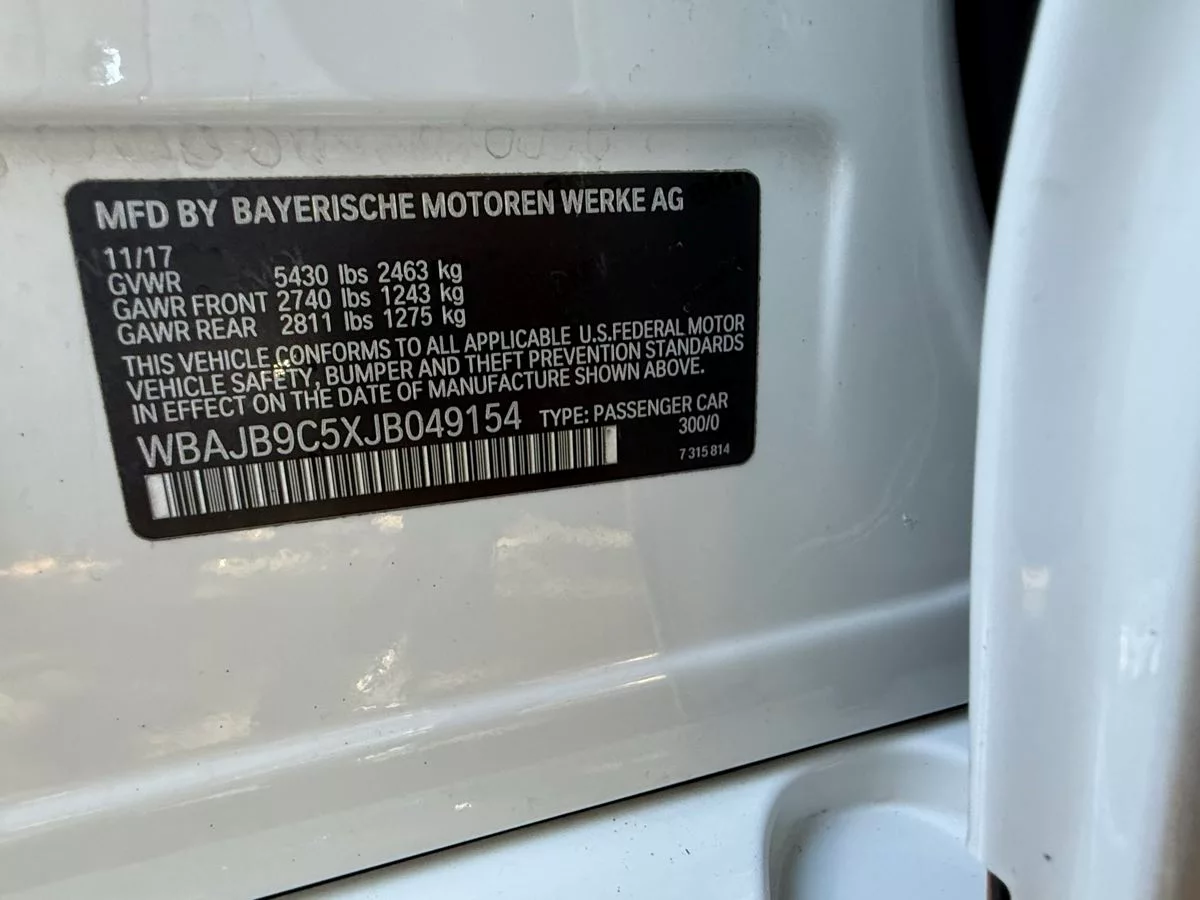 MFD BY BAYERISCHE MOTOREN WERKE AG
11/17
GVWR 5430 lbs 2463 kg
GAWR FRONT 2740 lbs 1243 kg
GAWR REAR 2811 lbs 1275 kg
THIS VEHICLE CONFORMS TO ALL APPLICABLE U.S.FEDERAL MOTOR
VEHICLE SAFETY, BUMPER AND THEFT PREVENTION STANDARDS
IN EFFECT ON THE DATE OF MANUFACTURE SHOWN ABOVE.
WBAJB9C5XJB049154 TYPE: PASSENGER CAR
300/0
7 315 814